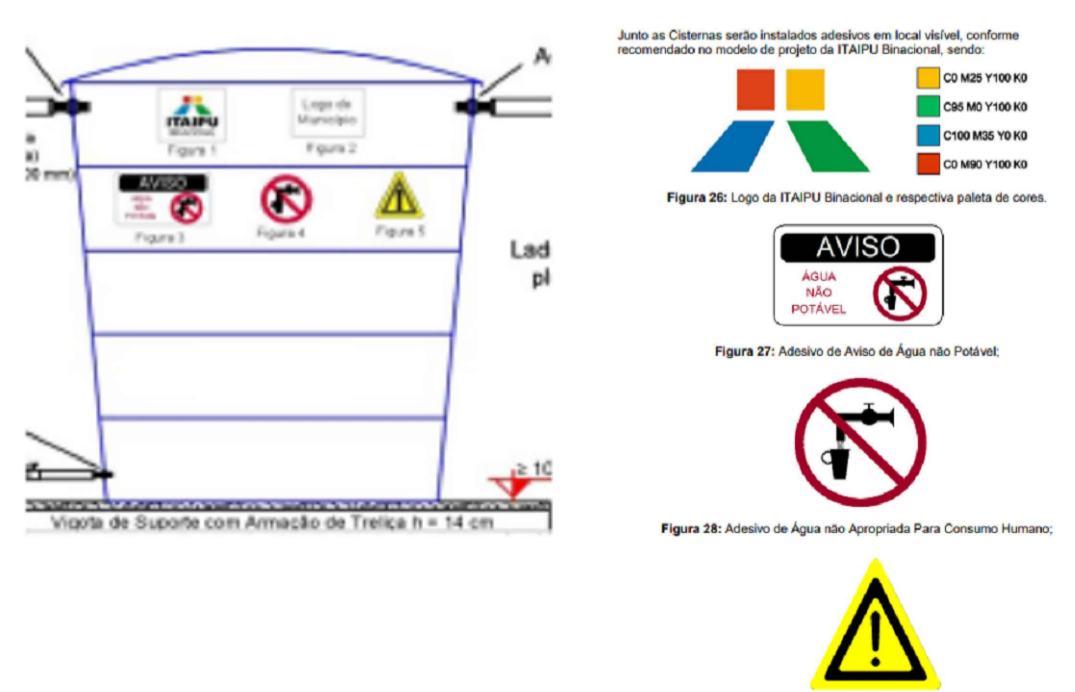 ITAIPU
BINACIONAL
Figura 1
Logo do
Município
Figura 2
AVISO
ÁGUA
NÃO
POTÁVEL
Figura 3
Figura 4
Figura 5
Lad
pl
≥ 10
Vigota de Suporte com Armação de Treliça h = 14 cm
Junto as Cisternas serão instalados adesivos em local visível, conforme
recomendado no modelo de projeto da ITAIPU Binacional, sendo:
C0 M25 Y100 K0
C95 M0 Y100 K0
C100 M35 Y0 K0
C0 M90 Y100 K0
Figura 26: Logo da ITAIPU Binacional e respectiva paleta de cores.
AVISO
ÁGUA
NÃO
POTÁVEL
Figura 27: Adesivo de Aviso de Água não Potável;
Figura 28: Adesivo de Água não Apropriada Para Consumo Humano;